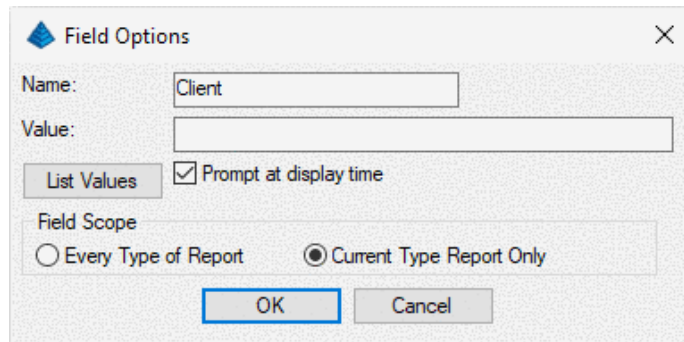 Field Options
Name: Client
Value:
List Values Prompt at display time
Field Scope
Every Type of Report Current Type Report Only
OK Cancel